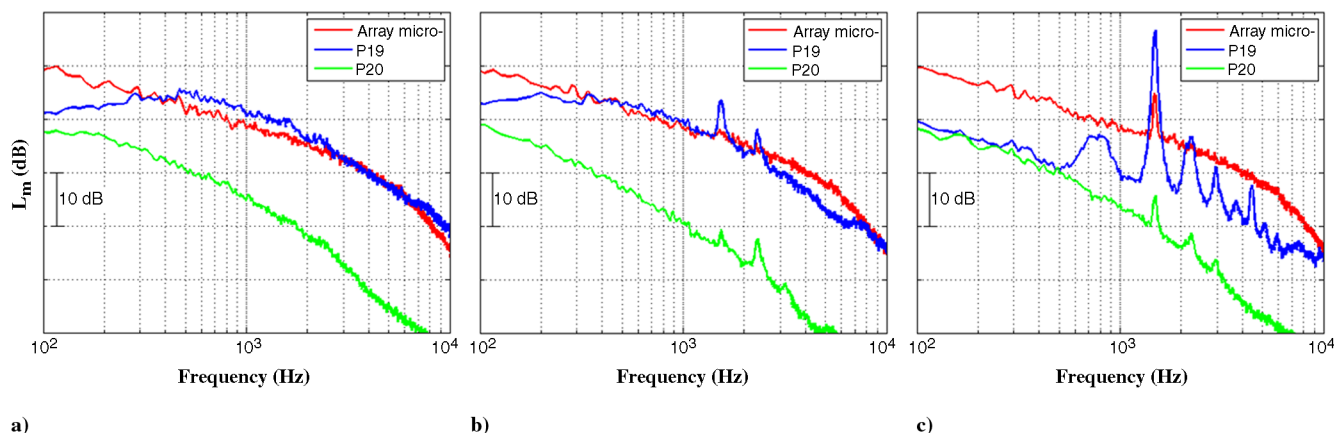 Array micro-
P19
P20
Array micro-
P19
P20
Array micro-
P19
P20
Lrm (dB)
10 dB
10 dB
10 dB
10² 10³ 10⁴
10² 10³ 10⁴
10² 10³ 10⁴
Frequency (Hz)
Frequency (Hz)
Frequency (Hz)
a)
b)
c)